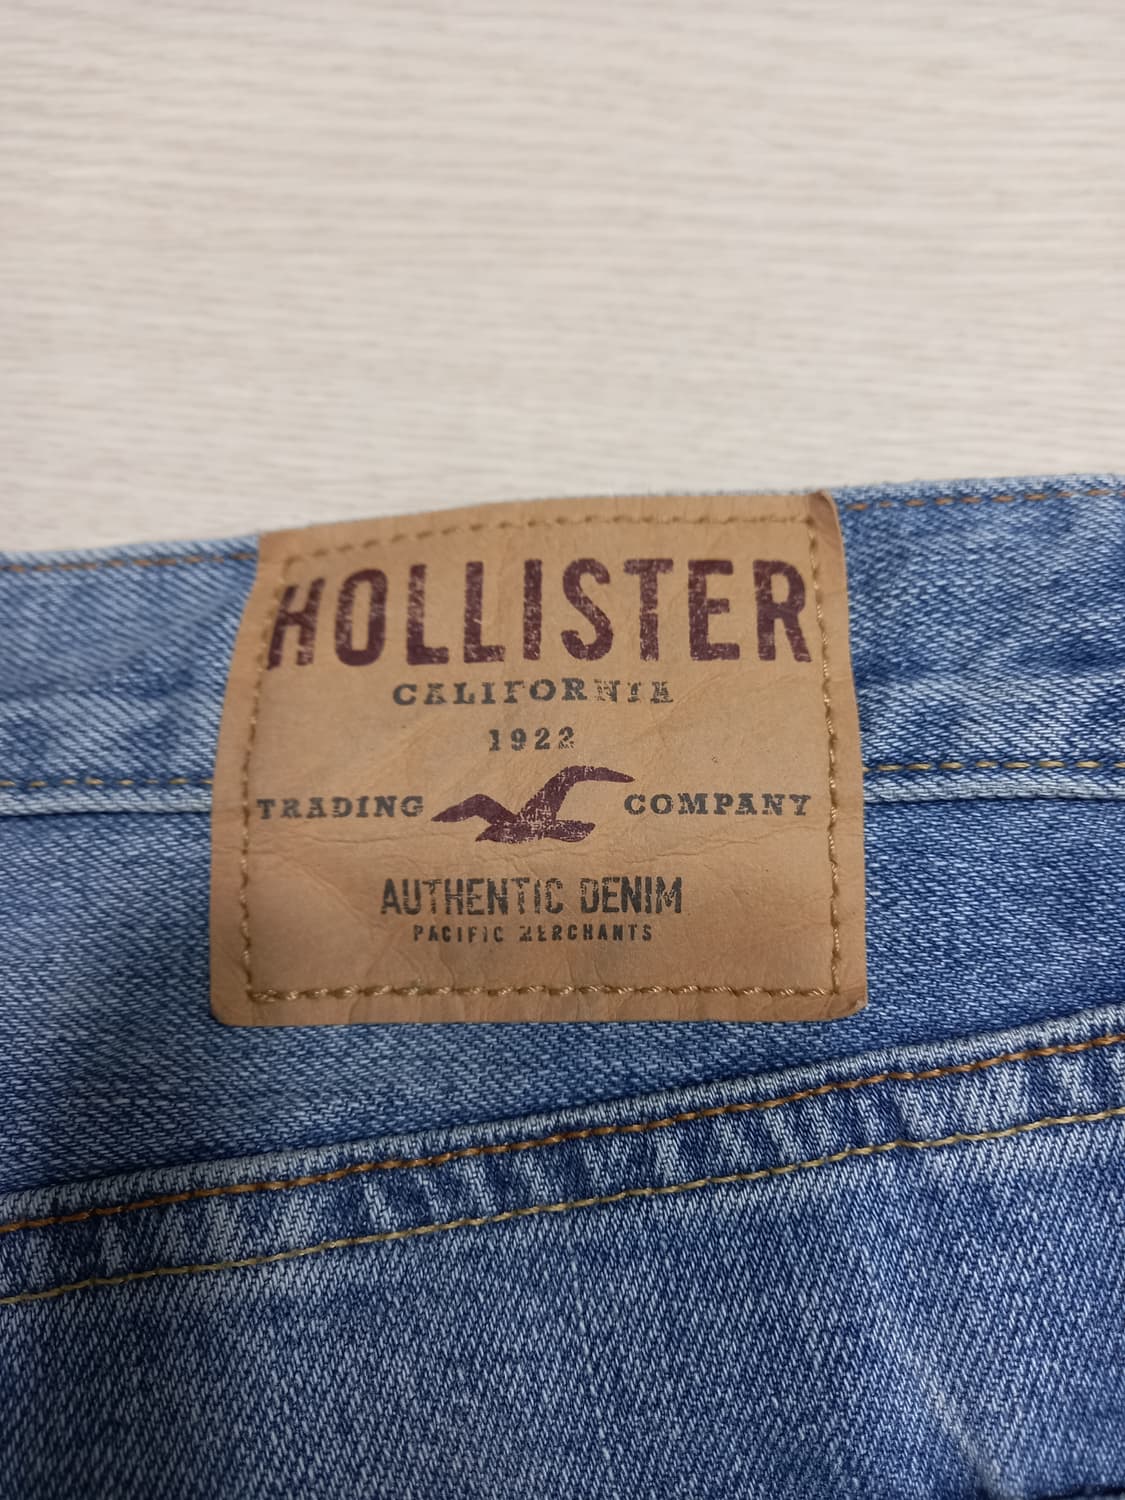 HOLLISTER
CALIFORNIA
1922
TRADING COMPANY
AUTHENTIC DENIM
PACIFIC MERCHANTS